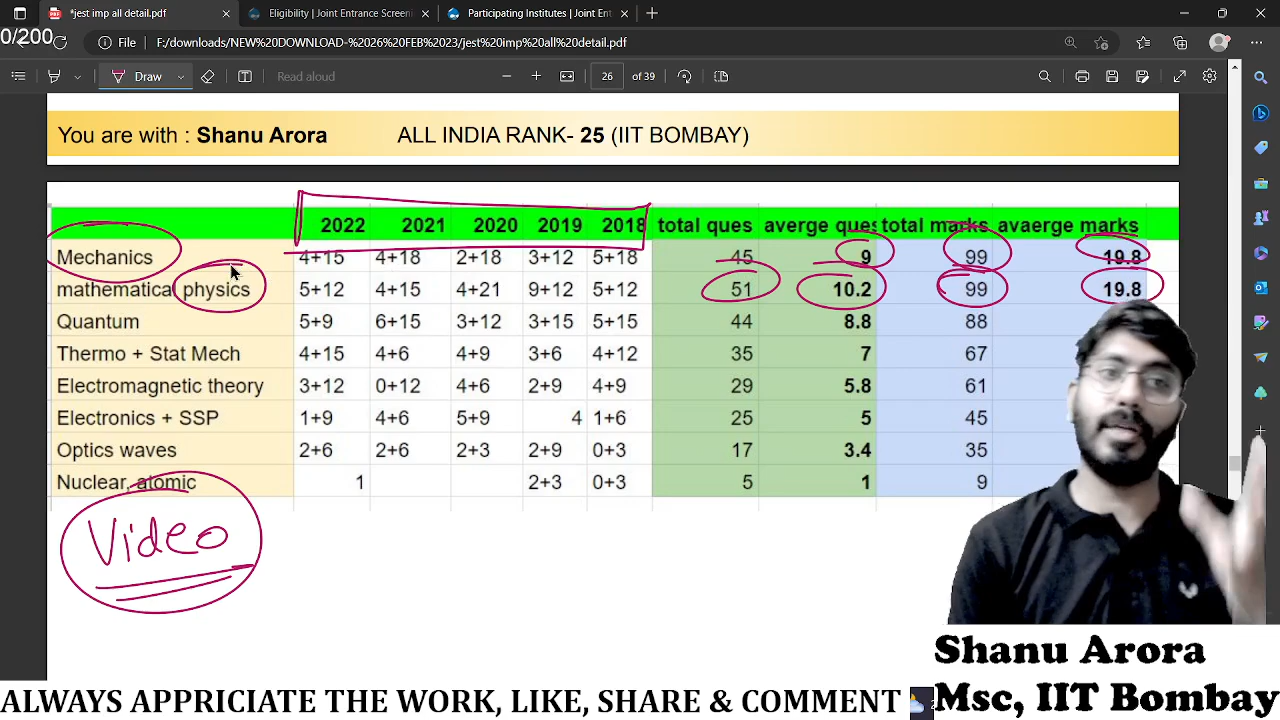 *jest imp all detail.pdf
Eligibility | Joint Entrance Screeni
Participating Institutes | Joint Ent
0/200
File F:/downloads/NEW%20DOWNLOAD-%2026%20FEB%2023/jest%20imp%20all%20detail.pdf
Draw Read aloud 26 of 39
You are with : Shanu Arora ALL INDIA RANK- 25 (IIT BOMBAY)
2022 2021 2020 2019 2018 total ques averge ques total marks avaerge marks
Mechanics 4+15 4+18 2+18 3+12 5+18 45 9 99 19.8
mathematical physics 5+12 4+15 4+21 9+12 5+12 51 10.2 99 19.8
Quantum 5+9 6+15 3+12 3+15 5+15 44 8.8 88
Thermo + Stat Mech 4+15 4+6 4+9 3+6 4+12 35 7 67
Electromagnetic theory 3+12 0+12 4+6 2+9 4+9 29 5.8 61
Electronics + SSP 1+9 4+6 5+9 4 1+6 25 5 45
Optics waves 2+6 2+6 2+3 2+9 0+3 17 3.4 35
Nuclear, atomic 1 2+3 0+3 5 1 9
Video
Shanu Arora
Msc, IIT Bombay
ALWAYS APPRICIATE THE WORK, LIKE, SHARE & COMMENT